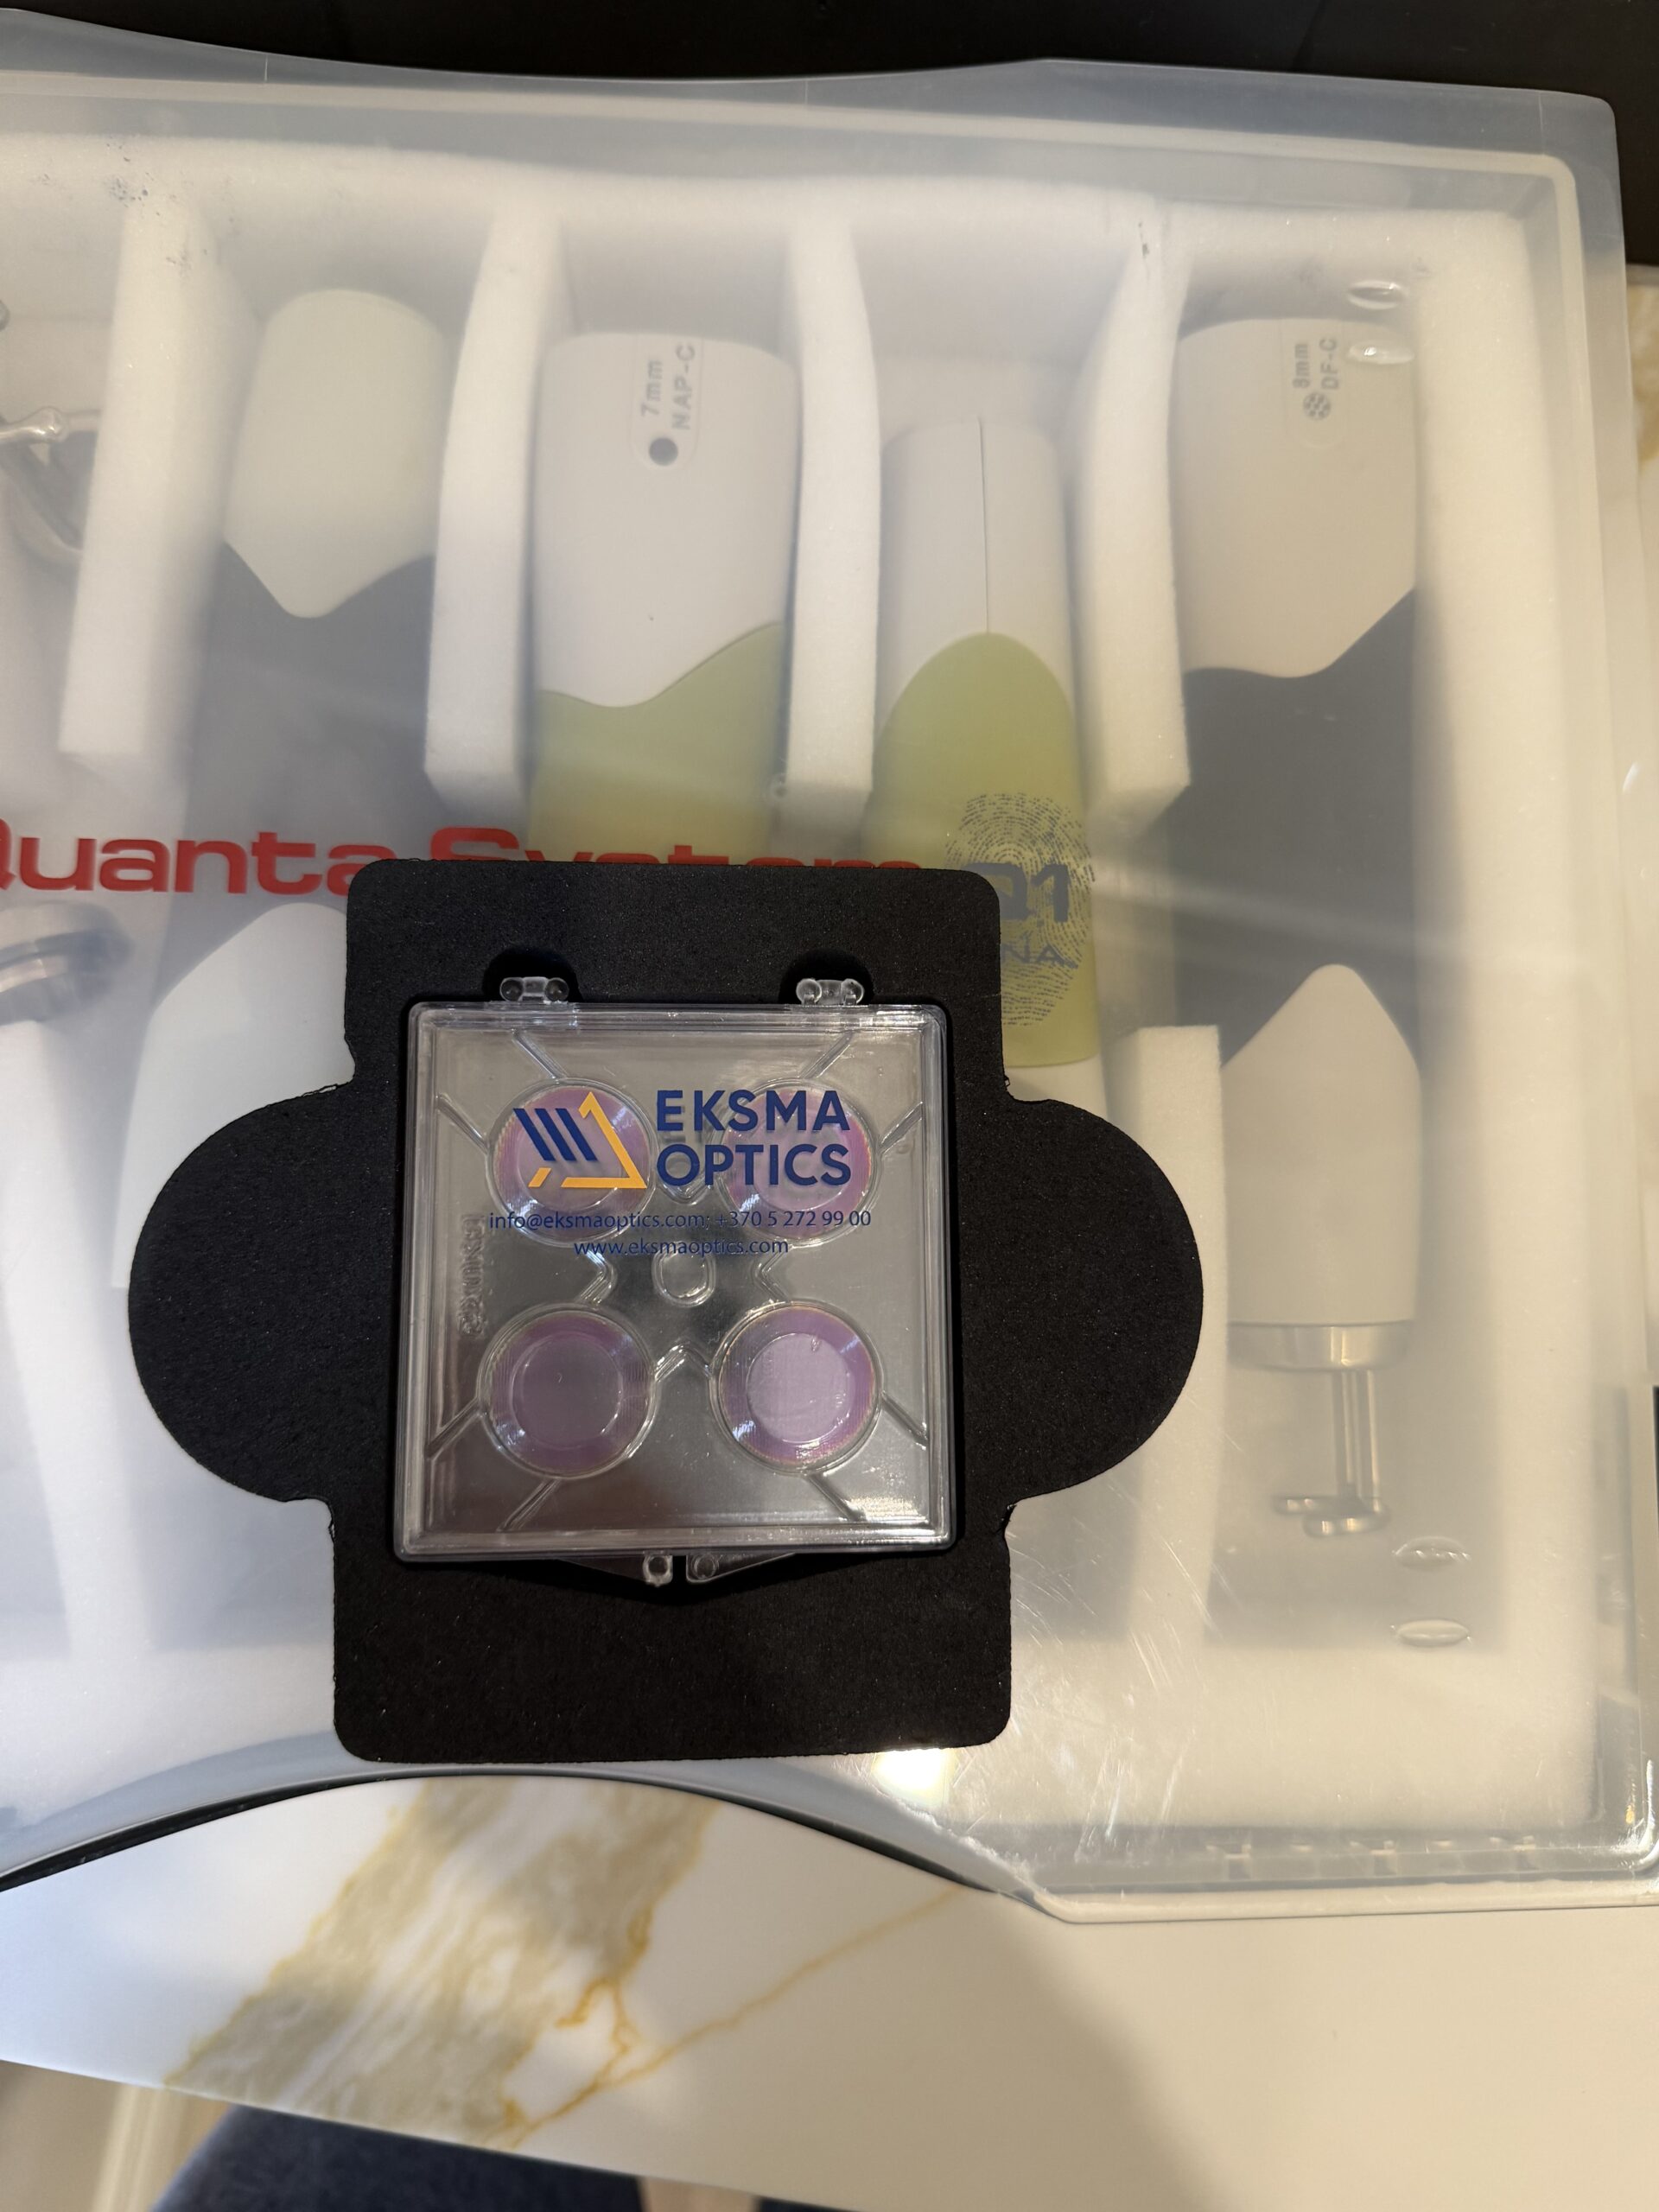 7mm
NAP-C
8mm
DF-C
Quanta System
Q1
EKSMA
OPTICS
info@eksmaoptics.com; +370 5 272 99 00
www.eksmaoptics.com